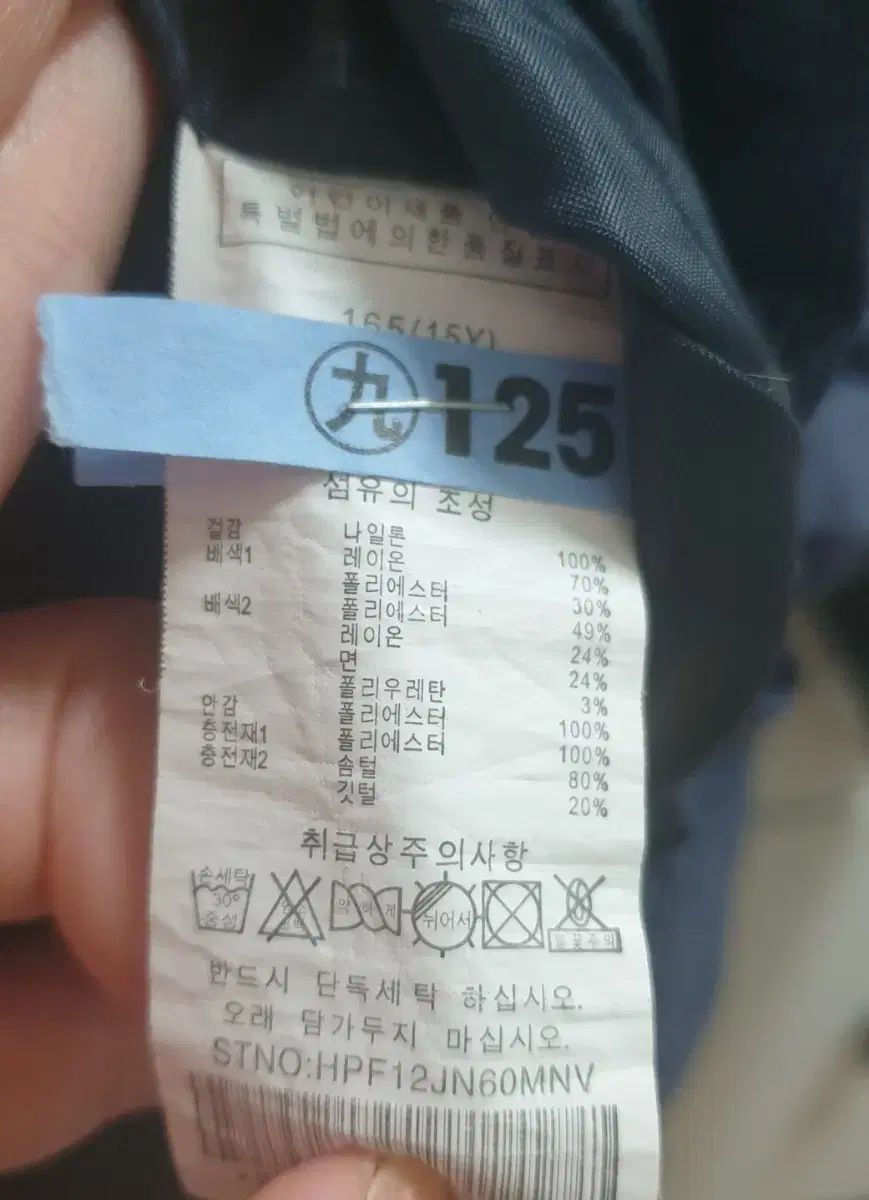 특별법에의한품질표시
165(15Y)
九 125
섬유의 조성
겉감 나일론 100%
배색1 레이온 70%
폴리에스터 30%
배색2 폴리에스터 49%
레이온 24%
면 24%
폴리우레탄 3%
안감 폴리에스터 100%
충전재1 폴리에스터 100%
충전재2 솜털 80%
깃털 20%
취급상주의사항
손세탁
30°
중성
약하게
뉘어서
불꽃주의
반드시 단독세탁 하십시오.
오래 담가두지 마십시오.
STNO:HPF12JN60MNV